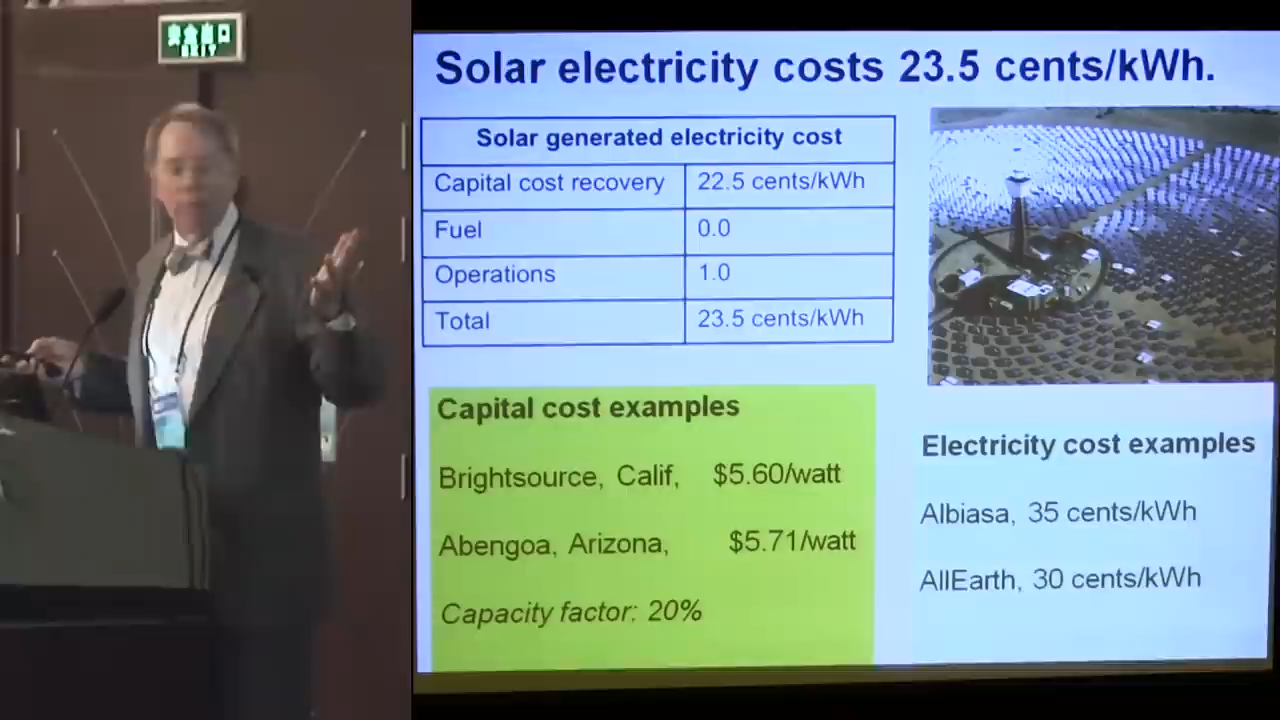 EXIT
Solar electricity costs 23.5 cents/kWh.
Solar generated electricity cost
Capital cost recovery 22.5 cents/kWh
Fuel 0.0
Operations 1.0
Total 23.5 cents/kWh
Capital cost examples
Brightsource, Calif, $5.60/watt
Abengoa, Arizona, $5.71/watt
Capacity factor: 20%
Electricity cost examples
Albiasa, 35 cents/kWh
AllEarth, 30 cents/kWh